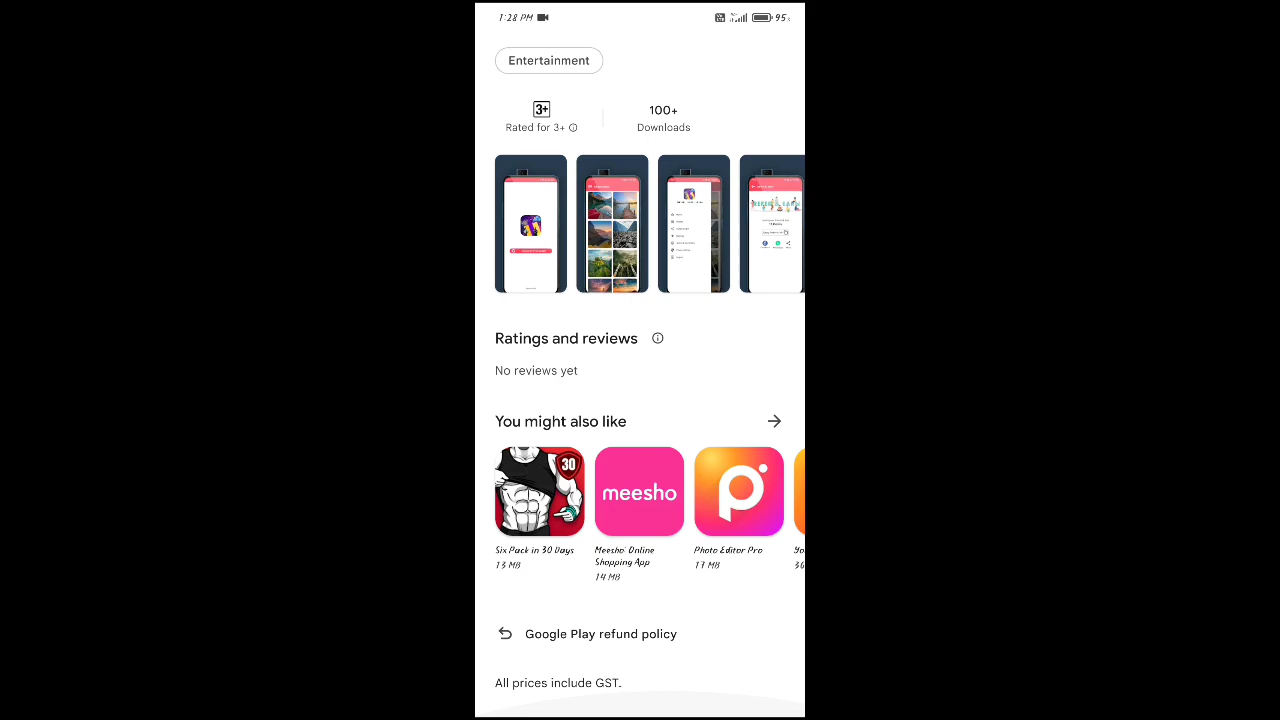 1:28 PM 95
Entertainment
3+ 100+
Rated for 3+ Downloads
Ratings and reviews
No reviews yet
You might also like
30 meesho
Six Pack in 30 Days Meesho: Online Photo Editor Pro Yo
Shopping App
13 MB 17 MB 30
14 MB
Google Play refund policy
All prices include GST.